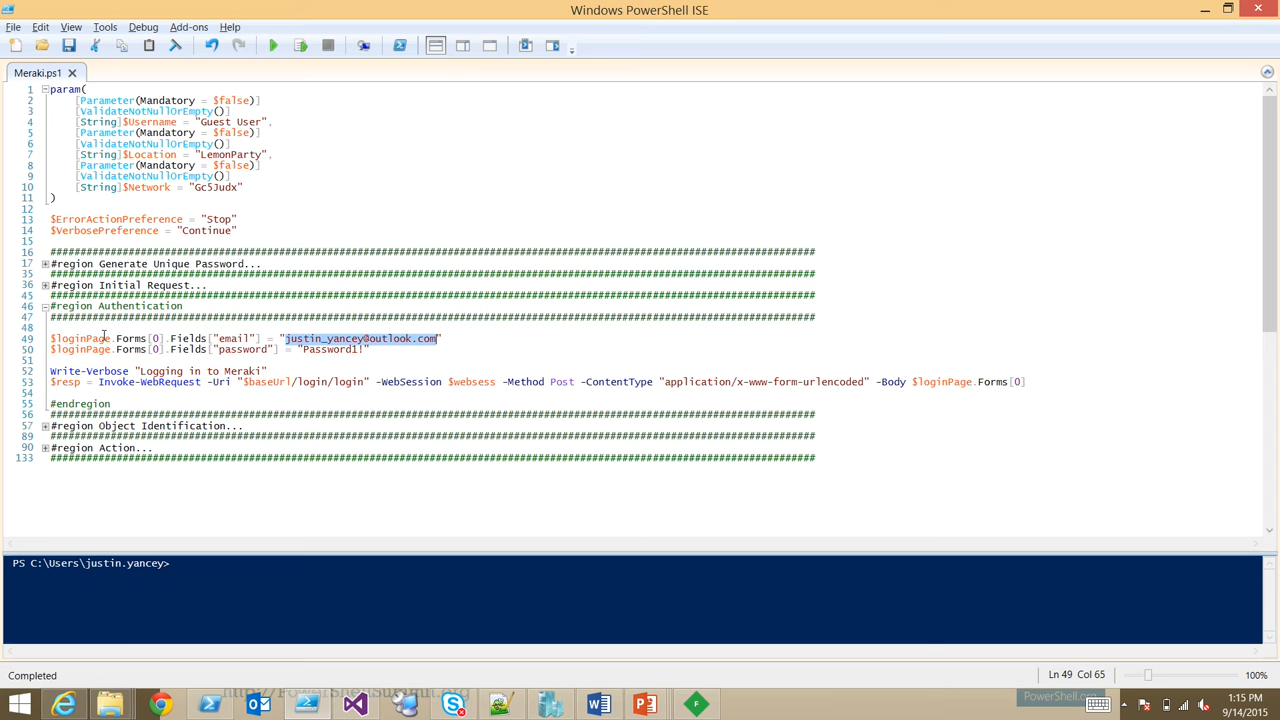 Windows PowerShell ISE
File Edit View Tools Debug Add-ons Help
Meraki.ps1
1 param(
2 [Parameter(Mandatory = $false)]
3 [ValidateNotNullOrEmpty()]
4 [String]$Username = "Guest User",
5 [Parameter(Mandatory = $false)]
6 [ValidateNotNullOrEmpty()]
7 [String]$Location = "LemonParty",
8 [Parameter(Mandatory = $false)]
9 [ValidateNotNullOrEmpty()]
10 [String]$Network = "Gc5Judx"
11 )
12
13 $ErrorActionPreference = "Stop"
14 $VerbosePreference = "Continue"
15
16 ###############################################################################################################################
17 #region Generate Unique Password...
35 ###############################################################################################################################
36 #region Initial Request...
45 ###############################################################################################################################
46 #region Authentication
47 ###############################################################################################################################
48
49 $loginPage.Forms[0].Fields["email"] = "justin_yancey@outlook.com"
50 $loginPage.Forms[0].Fields["password"] = "Password1!"
51
52 Write-Verbose "Logging in to Meraki"
53 $resp = Invoke-WebRequest -Uri "$baseUrl/login/login" -WebSession $websess -Method Post -ContentType "application/x-www-form-urlencoded" -Body $loginPage.Forms[0]
54
55 #endregion
56 ###############################################################################################################################
57 #region Object Identification...
89 ###############################################################################################################################
90 #region Action...
133 ###############################################################################################################################
PS C:\Users\justin.yancey>
Completed
Ln 49 Col 65
100%
http://PowerShellSummit.org
PowerShell.org
1:15 PM
9/14/2015